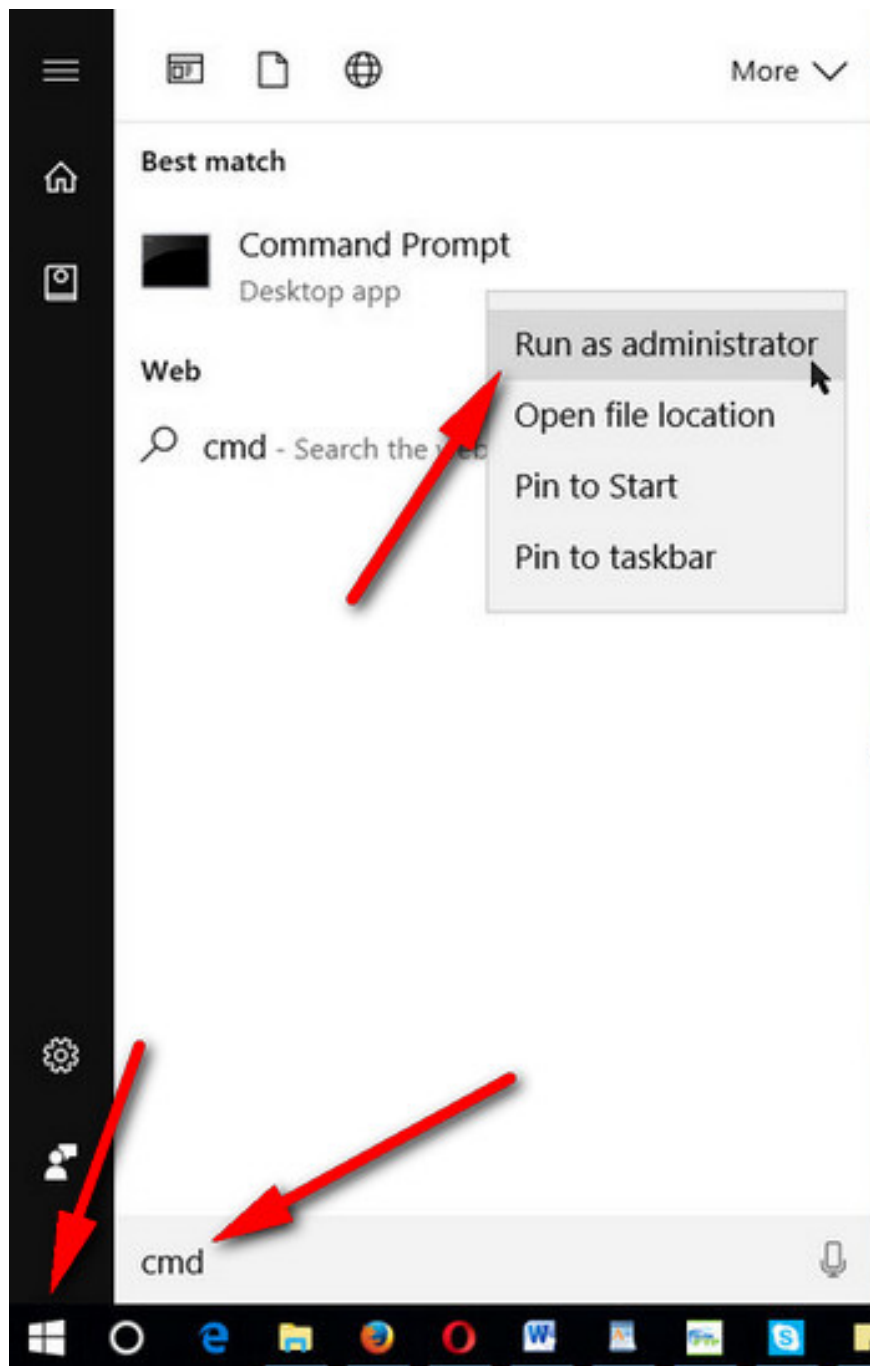 More
Best match
Command Prompt
Desktop app
Run as administrator
Web
Open file location
cmd - Search the web
Pin to Start
Pin to taskbar
cmd